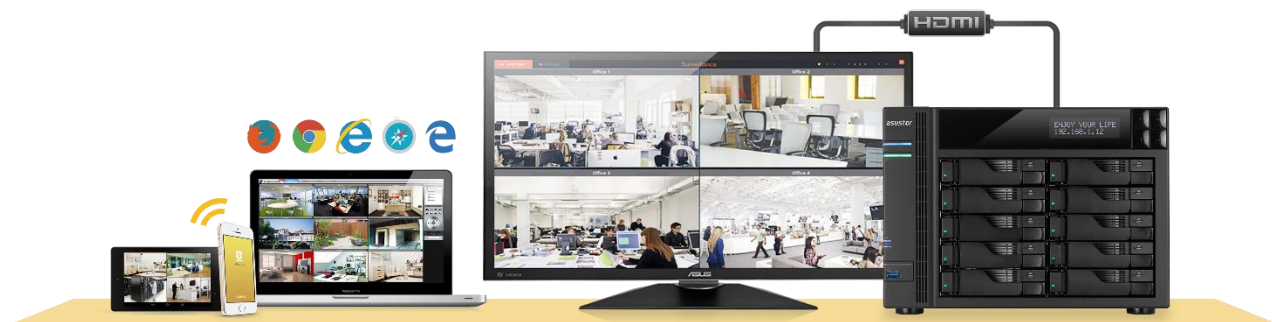 HDMI
Surveillance
Office 1
Office 2
asustor
ENJOY YOUR LIFE
192.168.1.12
Office 3
Office 4
ASUS